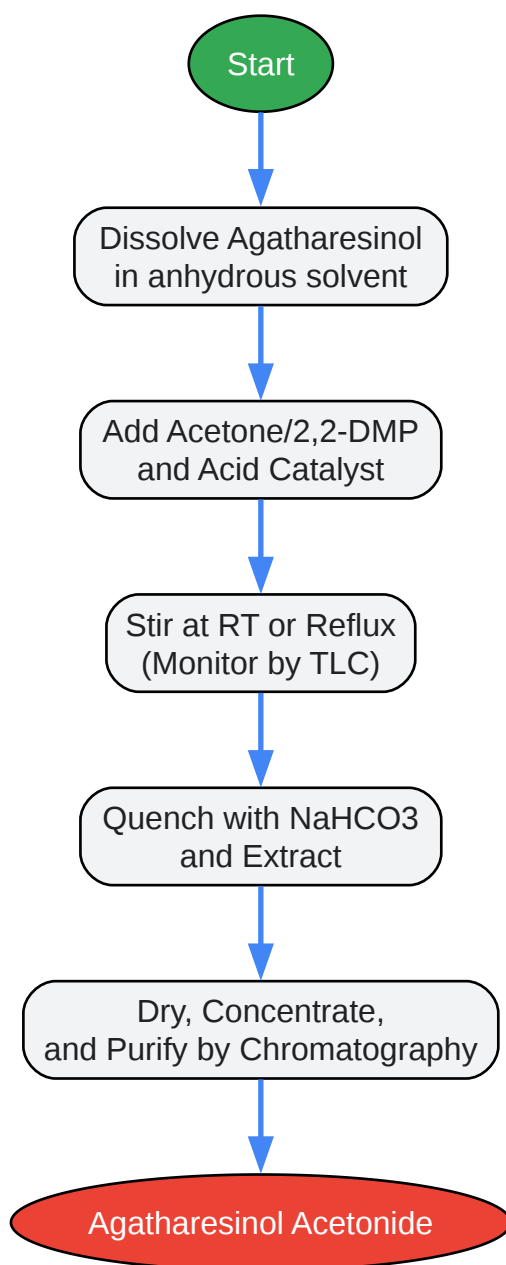 Start
Dissolve Agatharesinol
in anhydrous solvent
Add Acetone/2,2-DMP
and Acid Catalyst
Stir at RT or Reflux
(Monitor by TLC)
Quench with NaHCO3
and Extract
Dry, Concentrate,
and Purify by Chromatography
Agatharesinol Acetonide